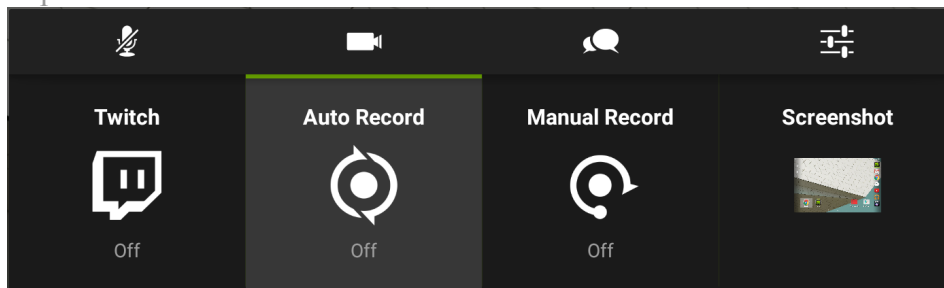 Twitch
Auto Record
Manual Record
Screenshot
Off
Off
Off